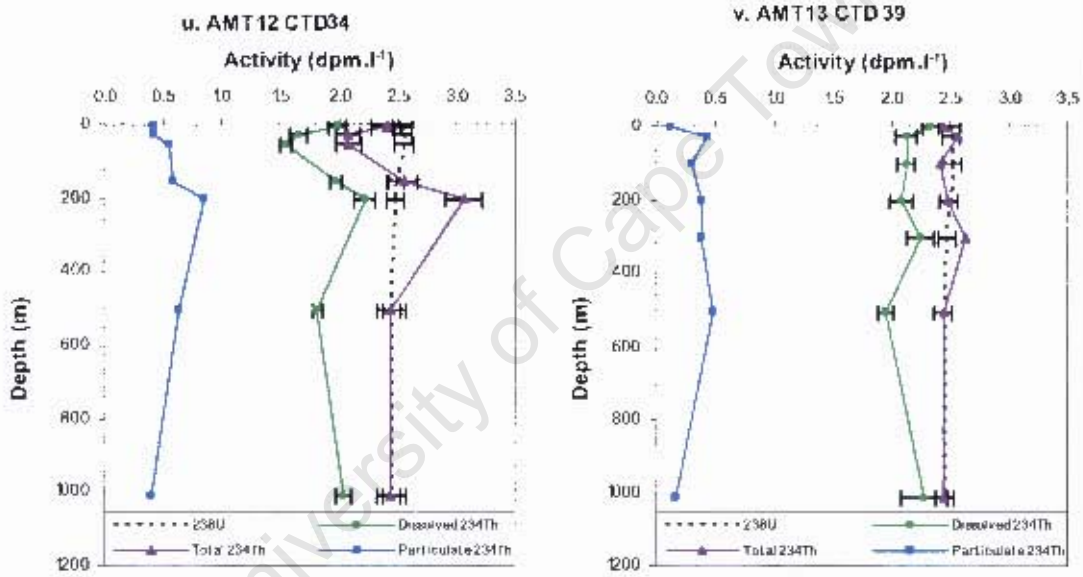 u. AMT12 CTD34
Activity (dpm.l⁻¹)
0.0 0.5 1.0 1.5 2.0 2.5 3.0 3.5
0
200
400
600
800
1000
1200
Depth (m)
238U
Dissolved 234Th
Total 234Th
Particulate 234Th
v. AMT13 CTD 39
Activity (dpm.l⁻¹)
0.0 0.5 1.0 1.5 2.0 2.5 3.0 3.5
0
200
400
600
800
1000
1200
Depth (m)
238U
Dissolved 234Th
Total 234Th
Particulate 234Th
University of Cape Town